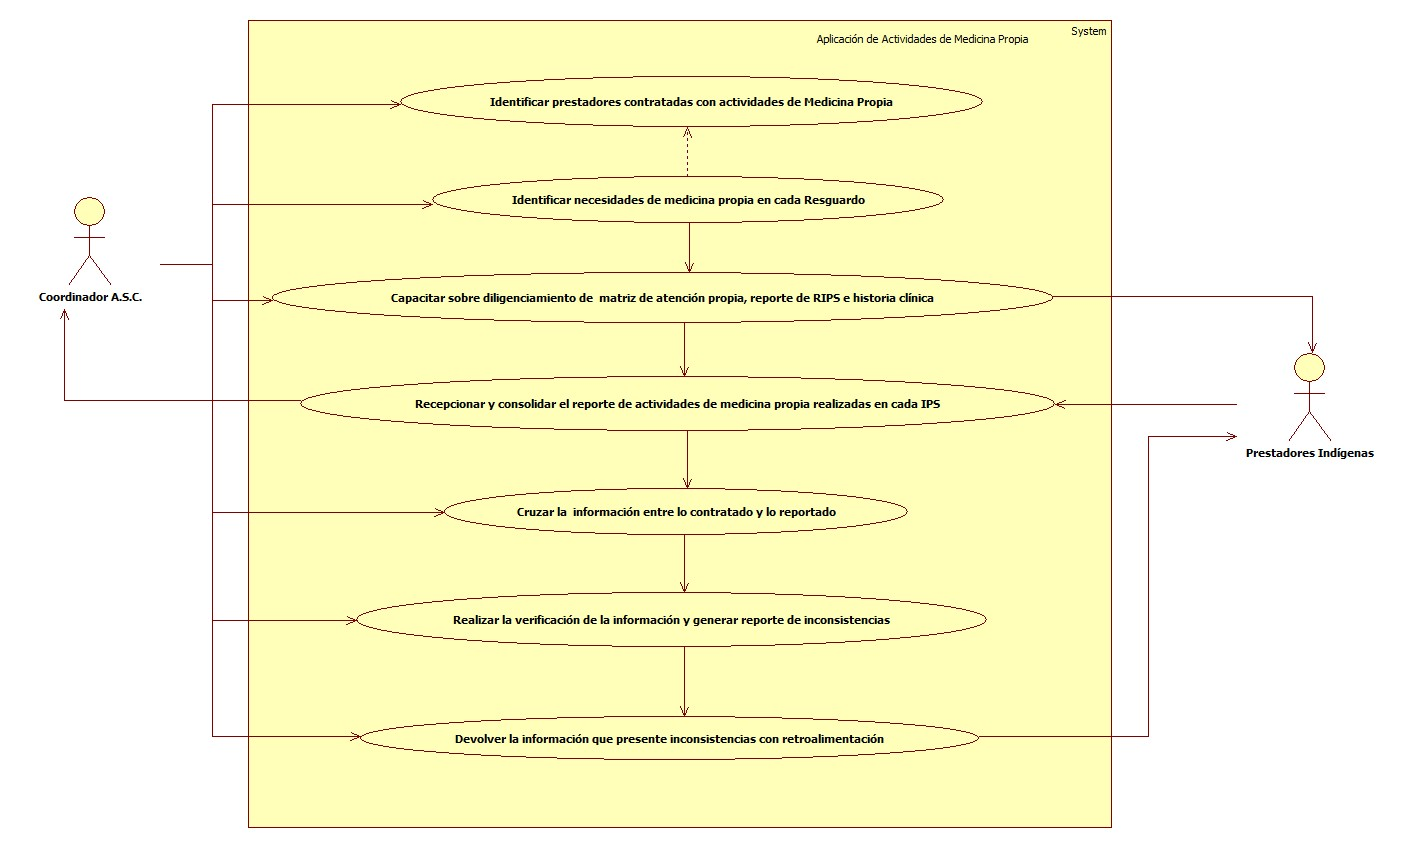 System
Aplicación de Actividades de Medicina Propia
Identificar prestadores contratadas con actividades de Medicina Propia
Identificar necesidades de medicina propia en cada Resguardo
Coordinador A.S.C.
Capacitar sobre diligenciamiento de  matriz de atención propia, reporte de RIPS e historia clínica
Recepcionar y consolidar el reporte de actividades de medicina propia realizadas en cada IPS
Prestadores Indígenas
Cruzar la  información entre lo contratado y lo reportado
Realizar la verificación de la información y generar reporte de inconsistencias
Devolver la información que presente inconsistencias con retroalimentación